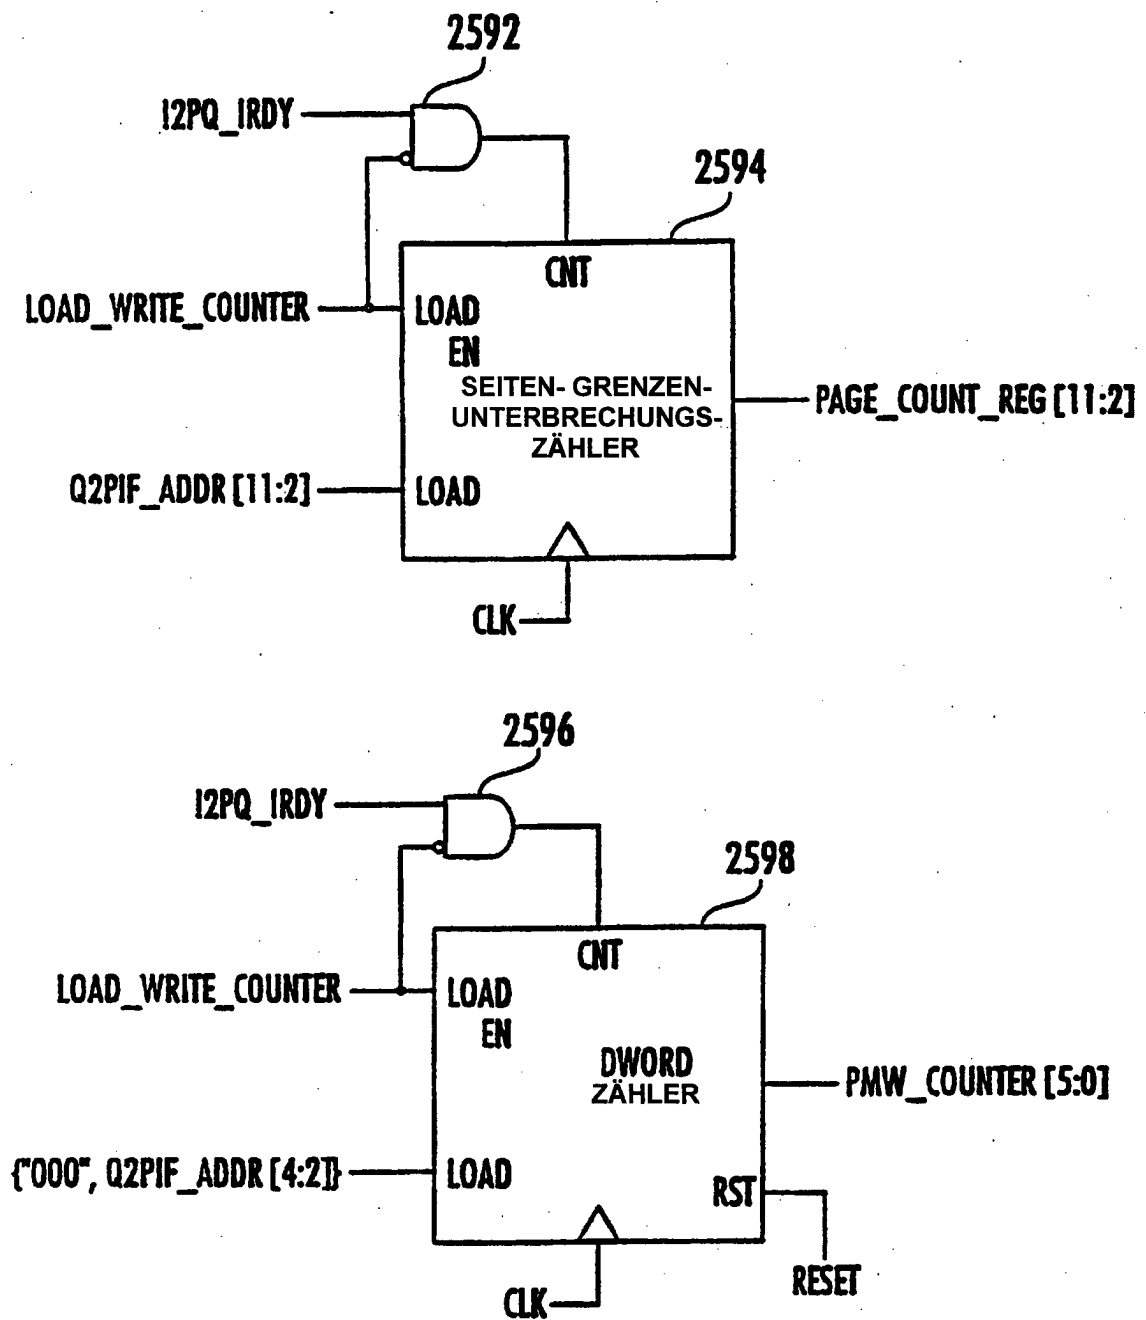 2592
I2PQ_IRDY
2594
CNT
LOAD_WRITE_COUNTER
LOAD
EN
SEITEN- GRENZEN-
UNTERBRECHUNGS-
ZÄHLER
PAGE_COUNT_REG [11:2]
Q2PIF_ADDR [11:2]
LOAD
CLK
2596
I2PQ_IRDY
2598
CNT
LOAD_WRITE_COUNTER
LOAD
EN
DWORD
ZÄHLER
PMW_COUNTER [5:0]
{"000", Q2PIF_ADDR [4:2]}
LOAD
RST
RESET
CLK